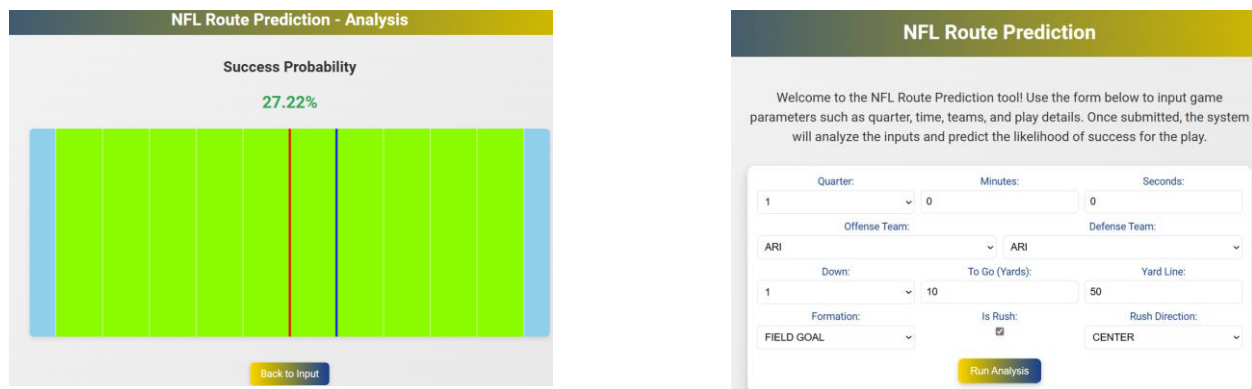 NFL Route Prediction - Analysis
Success Probability
27.22%
Back to Input
NFL Route Prediction
Welcome to the NFL Route Prediction tool! Use the form below to input game
parameters such as quarter, time, teams, and play details. Once submitted, the system
will analyze the inputs and predict the likelihood of success for the play.
Quarter: Minutes: Seconds:
1 0 0
Offense Team: Defense Team:
ARI ARI
Down: To Go (Yards): Yard Line:
1 10 50
Formation: Is Rush: Rush Direction:
FIELD GOAL CENTER
Run Analysis